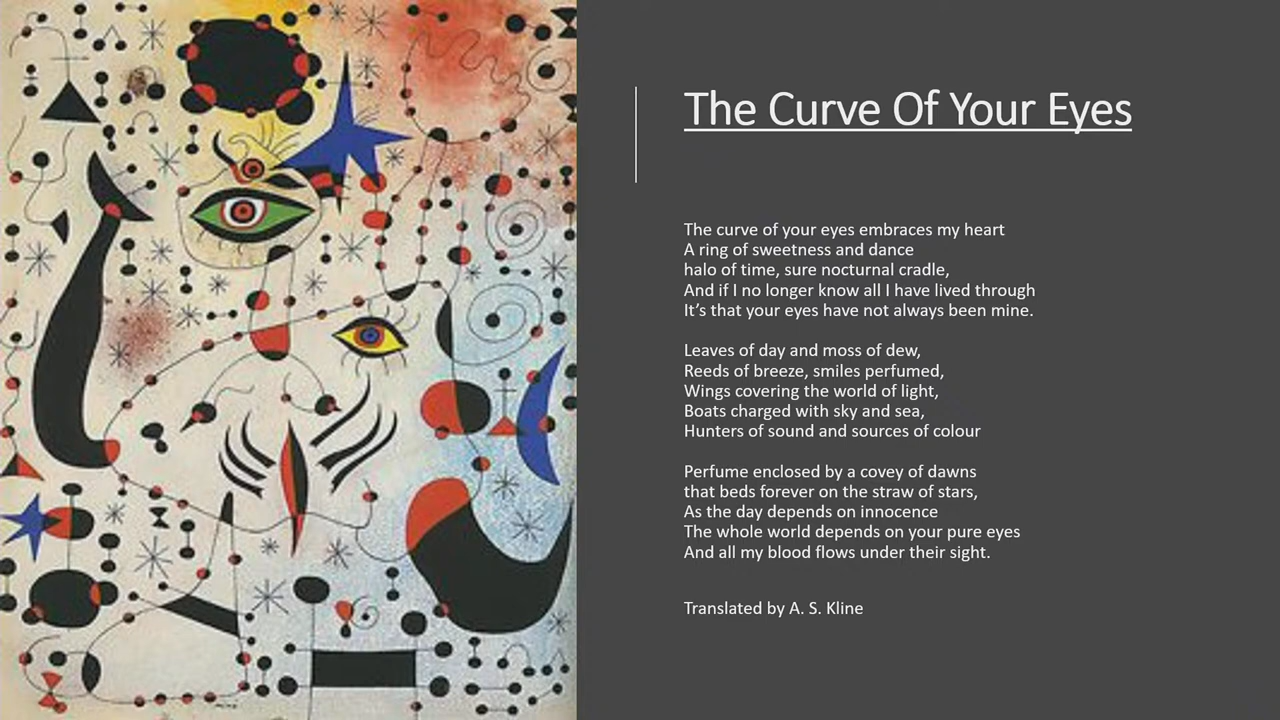 The Curve Of Your Eyes
The curve of your eyes embraces my heart
A ring of sweetness and dance
halo of time, sure nocturnal cradle,
And if I no longer know all I have lived through
It’s that your eyes have not always been mine.
Leaves of day and moss of dew,
Reeds of breeze, smiles perfumed,
Wings covering the world of light,
Boats charged with sky and sea,
Hunters of sound and sources of colour
Perfume enclosed by a covey of dawns
that beds forever on the straw of stars,
As the day depends on innocence
The whole world depends on your pure eyes
And all my blood flows under their sight.
Translated by A. S. Kline